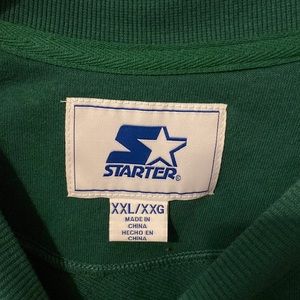 STARTER®
XXL/XXG
MADE IN
CHINA
HECHO EN
CHINA